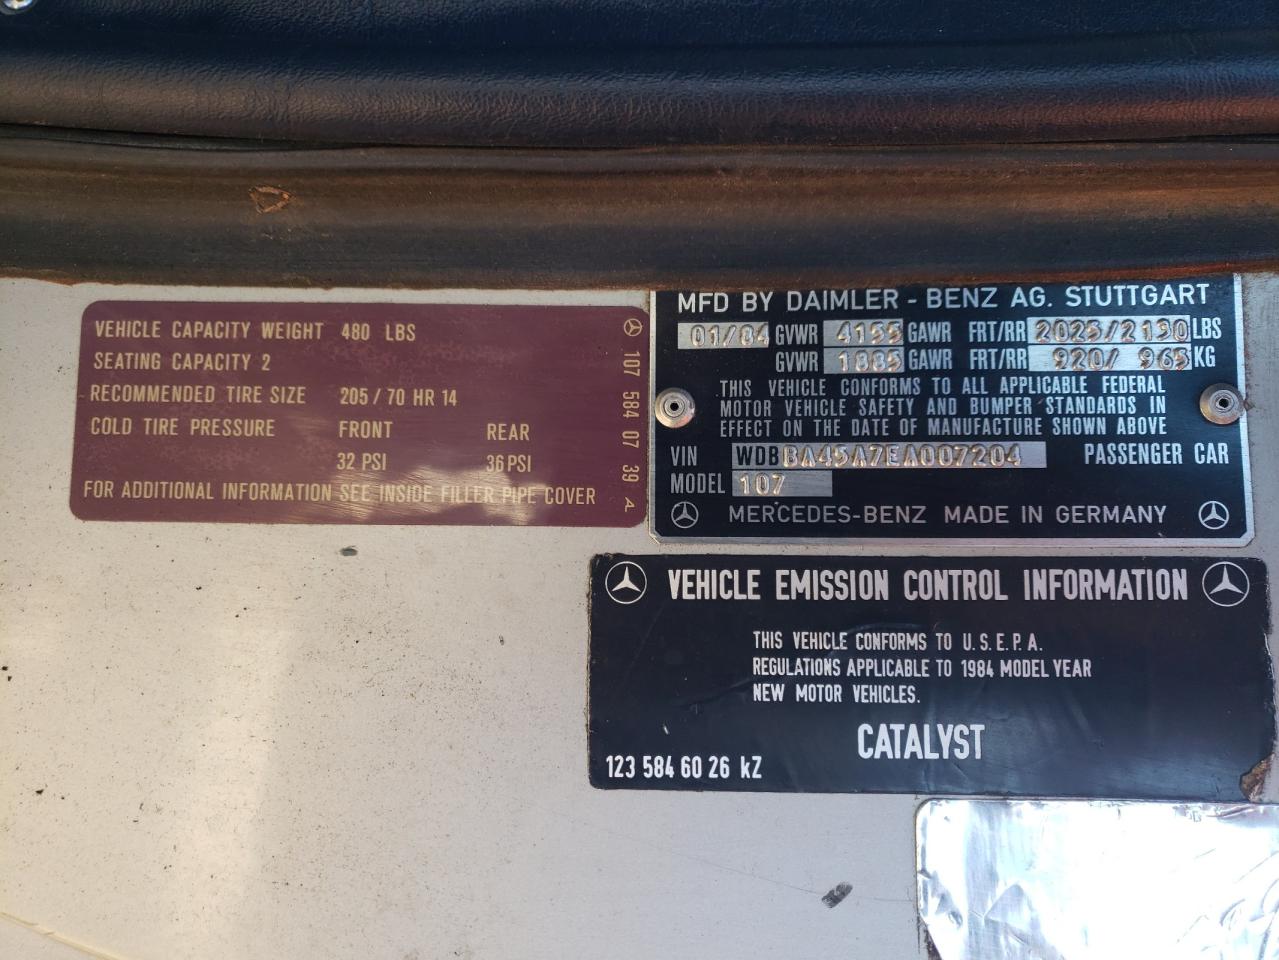 VEHICLE CAPACITY WEIGHT 480 LBS
SEATING CAPACITY 2
RECOMMENDED TIRE SIZE 205/70 HR 14
COLD TIRE PRESSURE FRONT REAR
32 PSI 36 PSI
FOR ADDITIONAL INFORMATION SEE INSIDE FILLER PIPE COVER
107 584 07 39 A
MFD BY DAIMLER - BENZ AG. STUTTGART
01/84 GVWR 4155 GAWR FRT/RR 2025/2130 LBS
GVWR 1885 GAWR FRT/RR 920/ 965 KG
THIS VEHICLE CONFORMS TO ALL APPLICABLE FEDERAL
MOTOR VEHICLE SAFETY AND BUMPER STANDARDS IN
EFFECT ON THE DATE OF MANUFACTURE SHOWN ABOVE
VIN WDBBA45A7EA007204 PASSENGER CAR
MODEL 107
MERCEDES-BENZ MADE IN GERMANY
VEHICLE EMISSION CONTROL INFORMATION
THIS VEHICLE CONFORMS TO U.S.E.P.A.
REGULATIONS APPLICABLE TO 1984 MODEL YEAR
NEW MOTOR VEHICLES.
CATALYST
123 584 60 26 kZ